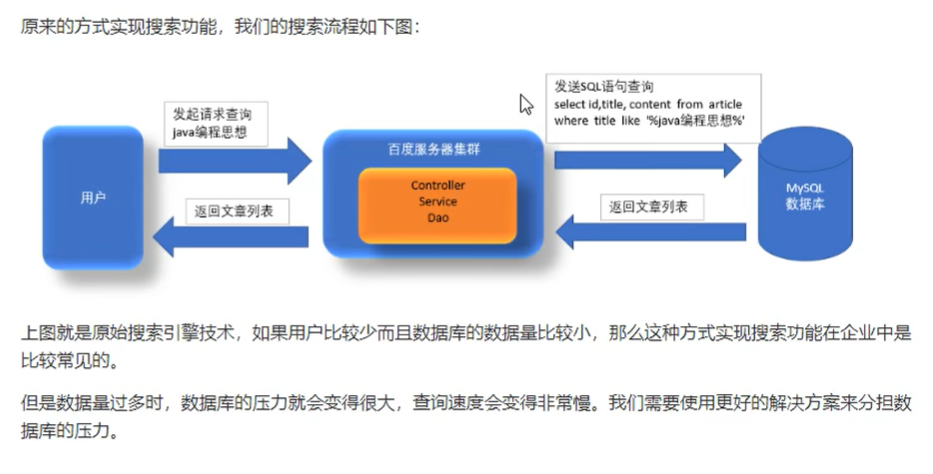 原来的方式实现搜索功能，我们的搜索流程如下图：
发起请求查询
java编程思想
发送SQL语句查询
select id,title, content from article
where title like '%java编程思想%'
用户
百度服务器集群
Controller
Service
Dao
MySQL
数据库
返回文章列表
返回文章列表
上图就是原始搜索引擎技术，如果用户比较少而且数据库的数据量比较小，那么这种方式实现搜索功能在企业中是
比较常见的。
但是数据量过多时，数据库的压力就会变得很大，查询速度会变得非常慢。我们需要使用更好的解决方案来分担数
据库的压力。